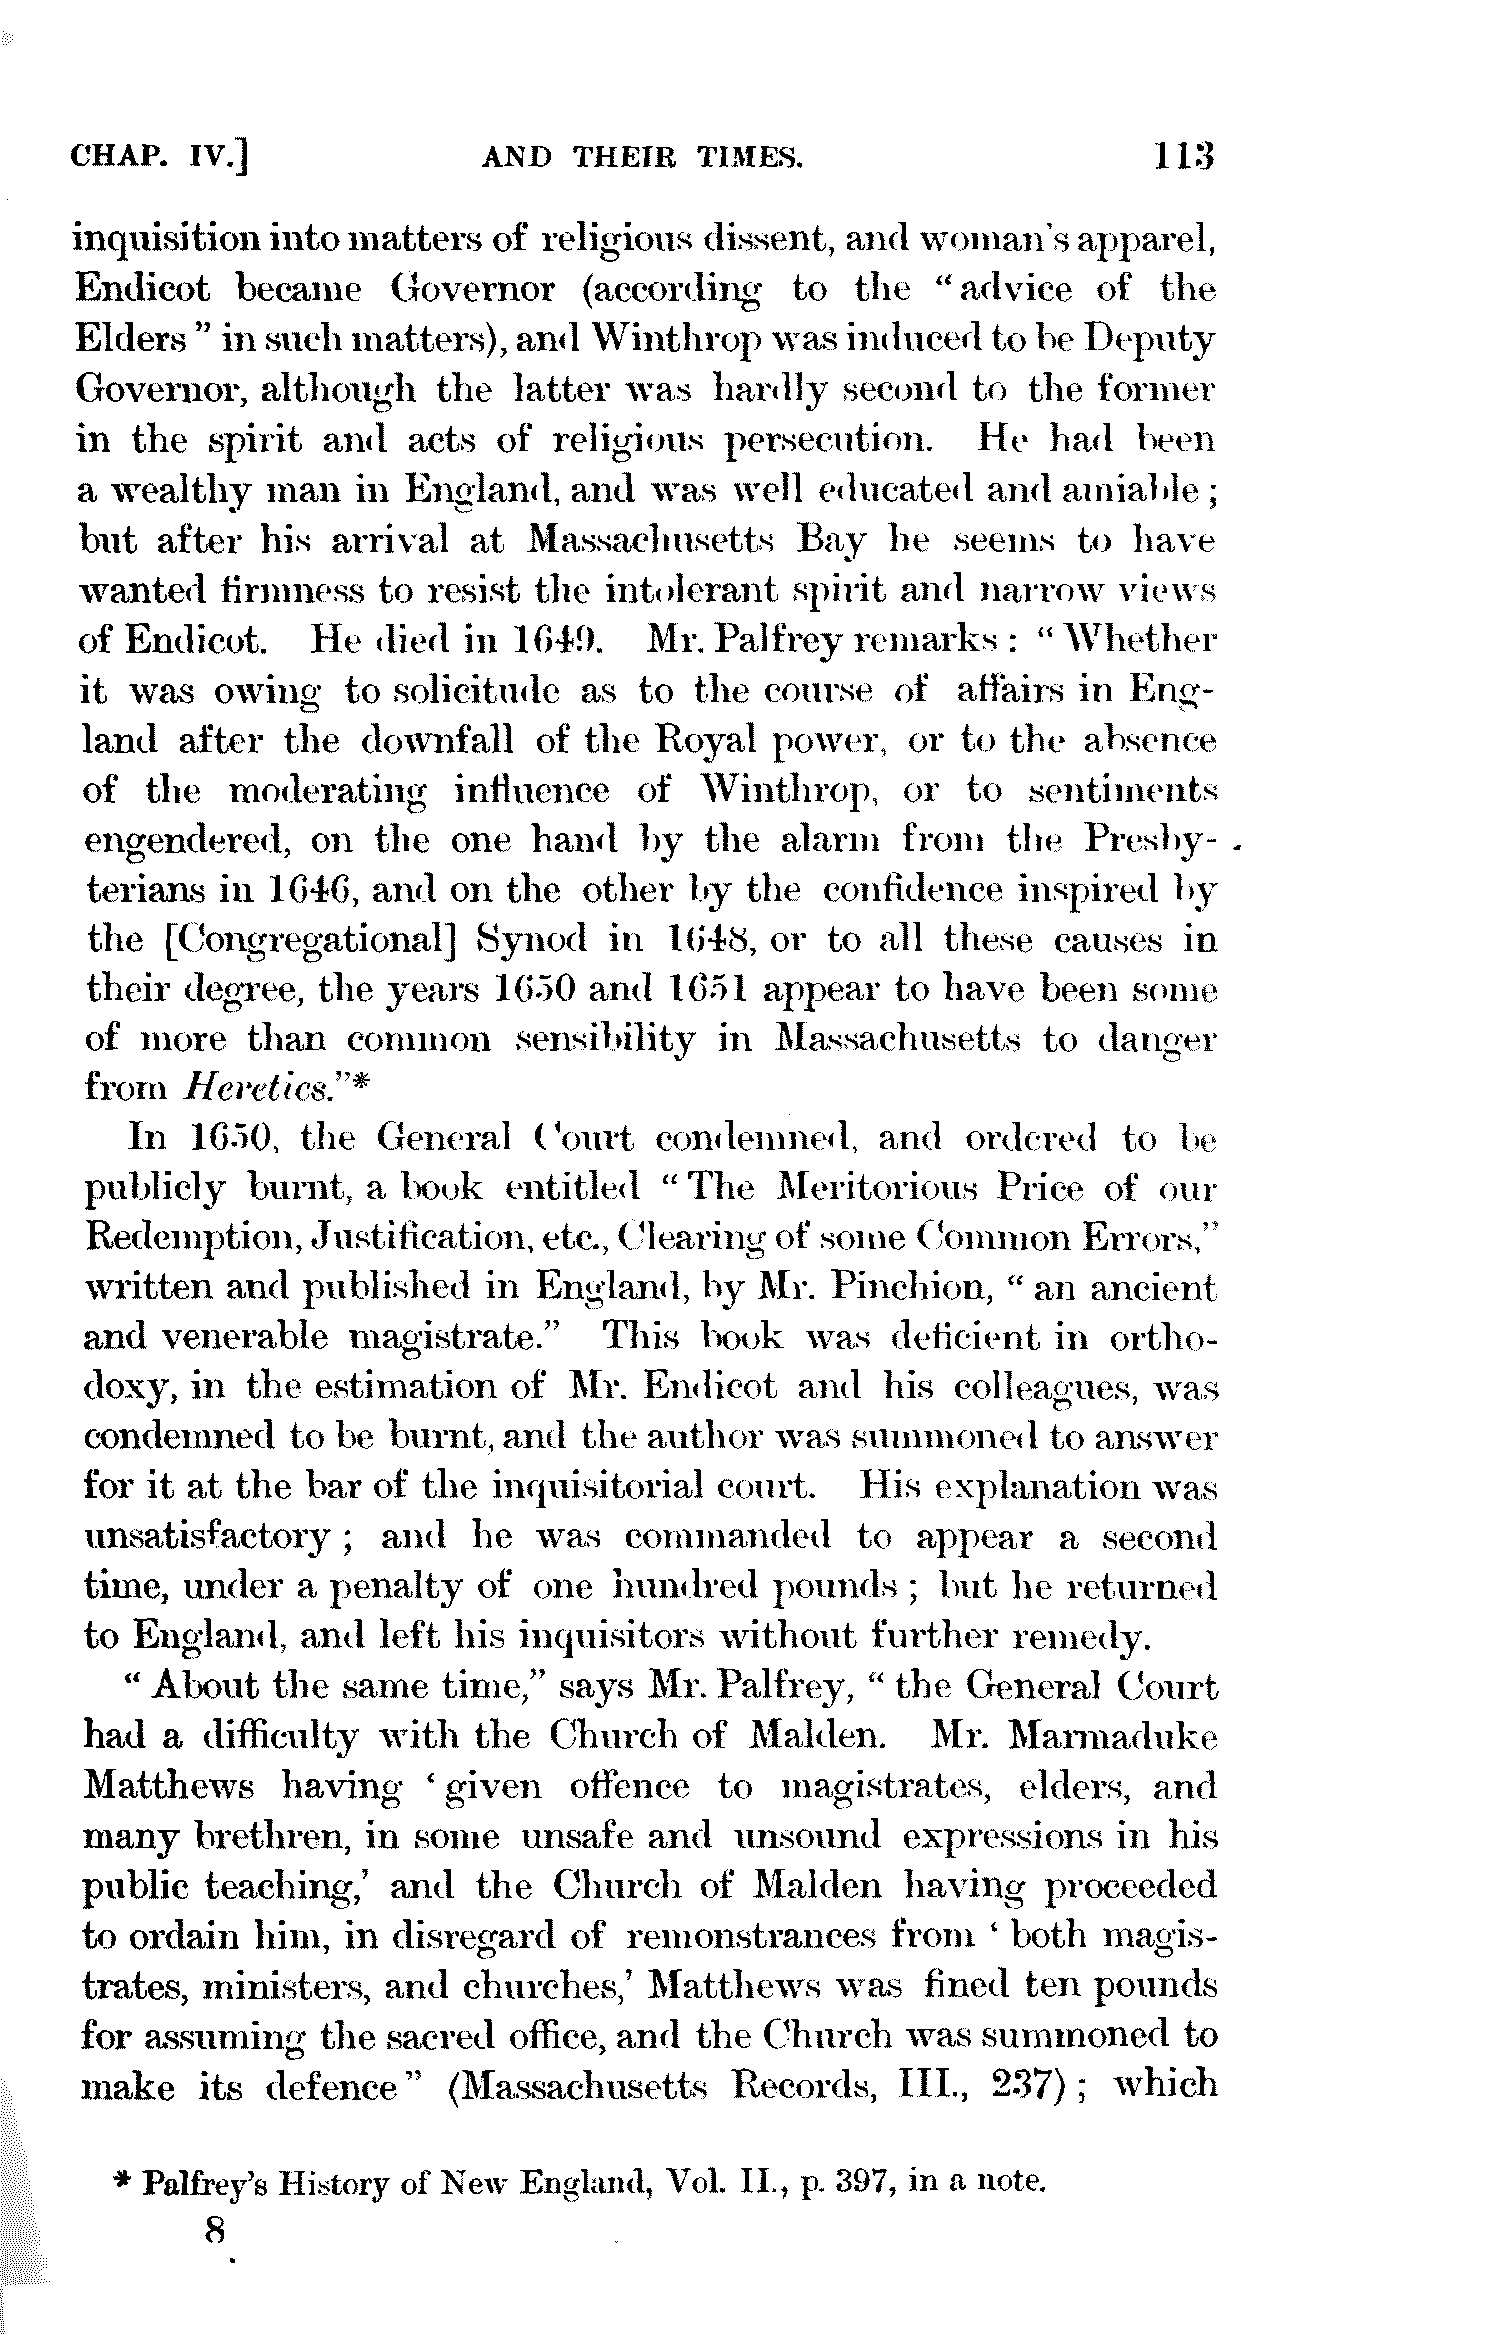 CHAP. IV.] AND THEIR TIMES. 113
inquisition into matters of religious dissent, and woman's apparel,
Endicot became Governor (according to the "advice of the
Elders" in such matters), and Winthrop was induced to be Deputy
Governor, although the latter was hardly second to the former
in the spirit and acts of religious persecution. He had been
a wealthy man in England, and was well educated and amiable;
but after his arrival at Massachusetts Bay he seems to have
wanted firmness to resist the intolerant spirit and narrow views
of Endicot. He died in 1649. Mr. Palfrey remarks: "Whether
it was owing to solicitude as to the course of affairs in Eng-
land after the downfall of the Royal power, or to the absence
of the moderating influence of Winthrop, or to sentiments
engendered, on the one hand by the alarm from the Presby-
terians in 1646, and on the other by the confidence inspired by
the [Congregational] Synod in 1648, or to all these causes in
their degree, the years 1650 and 1651 appear to have been some
of more than common sensibility in Massachusetts to danger
from Heretics."*
In 1650, the General Court condemned, and ordered to be
publicly burnt, a book entitled "The Meritorious Price of our
Redemption, Justification, etc., Clearing of some Common Errors,"
written and published in England, by Mr. Pinchion, "an ancient
and venerable magistrate." This book was deficient in ortho-
doxy, in the estimation of Mr. Endicot and his colleagues, was
condemned to be burnt, and the author was summoned to answer
for it at the bar of the inquisitorial court. His explanation was
unsatisfactory; and he was commanded to appear a second
time, under a penalty of one hundred pounds; but he returned
to England, and left his inquisitors without further remedy.
"About the same time," says Mr. Palfrey, "the General Court
had a difficulty with the Church of Malden. Mr. Marmaduke
Matthews having 'given offence to magistrates, elders, and
many brethren, in some unsafe and unsound expressions in his
public teaching,' and the Church of Malden having proceeded
to ordain him, in disregard of remonstrances from 'both magis-
trates, ministers, and churches,' Matthews was fined ten pounds
for assuming the sacred office, and the Church was summoned to
make its defence" (Massachusetts Records, III., 237); which
* Palfrey's History of New England, Vol. II., p. 397, in a note.
8